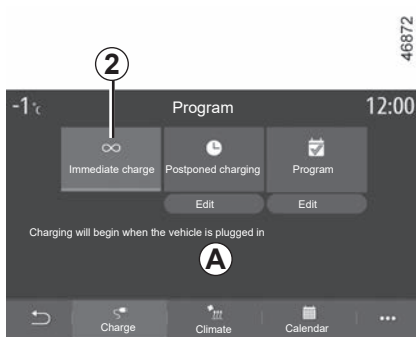 46872
2
-1 °c Program 12:00
∞
Immediate charge Postponed charging Program
Edit Edit
Charging will begin when the vehicle is plugged in
A
Charge Climate Calendar •••